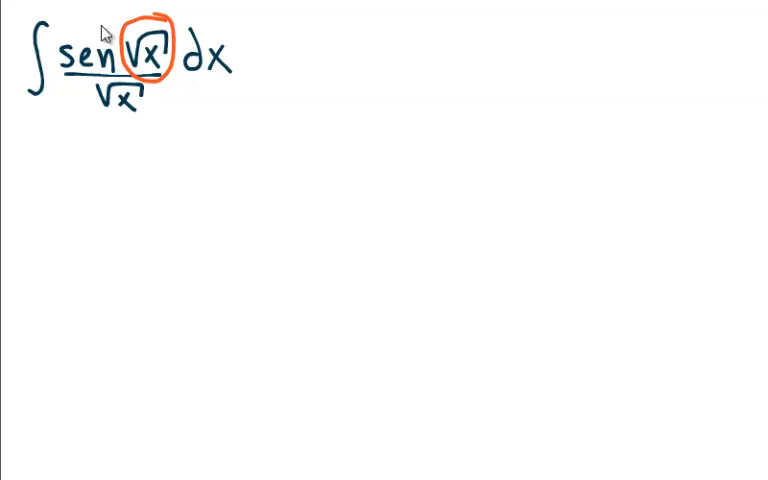 ∫ sen √x / √x dx